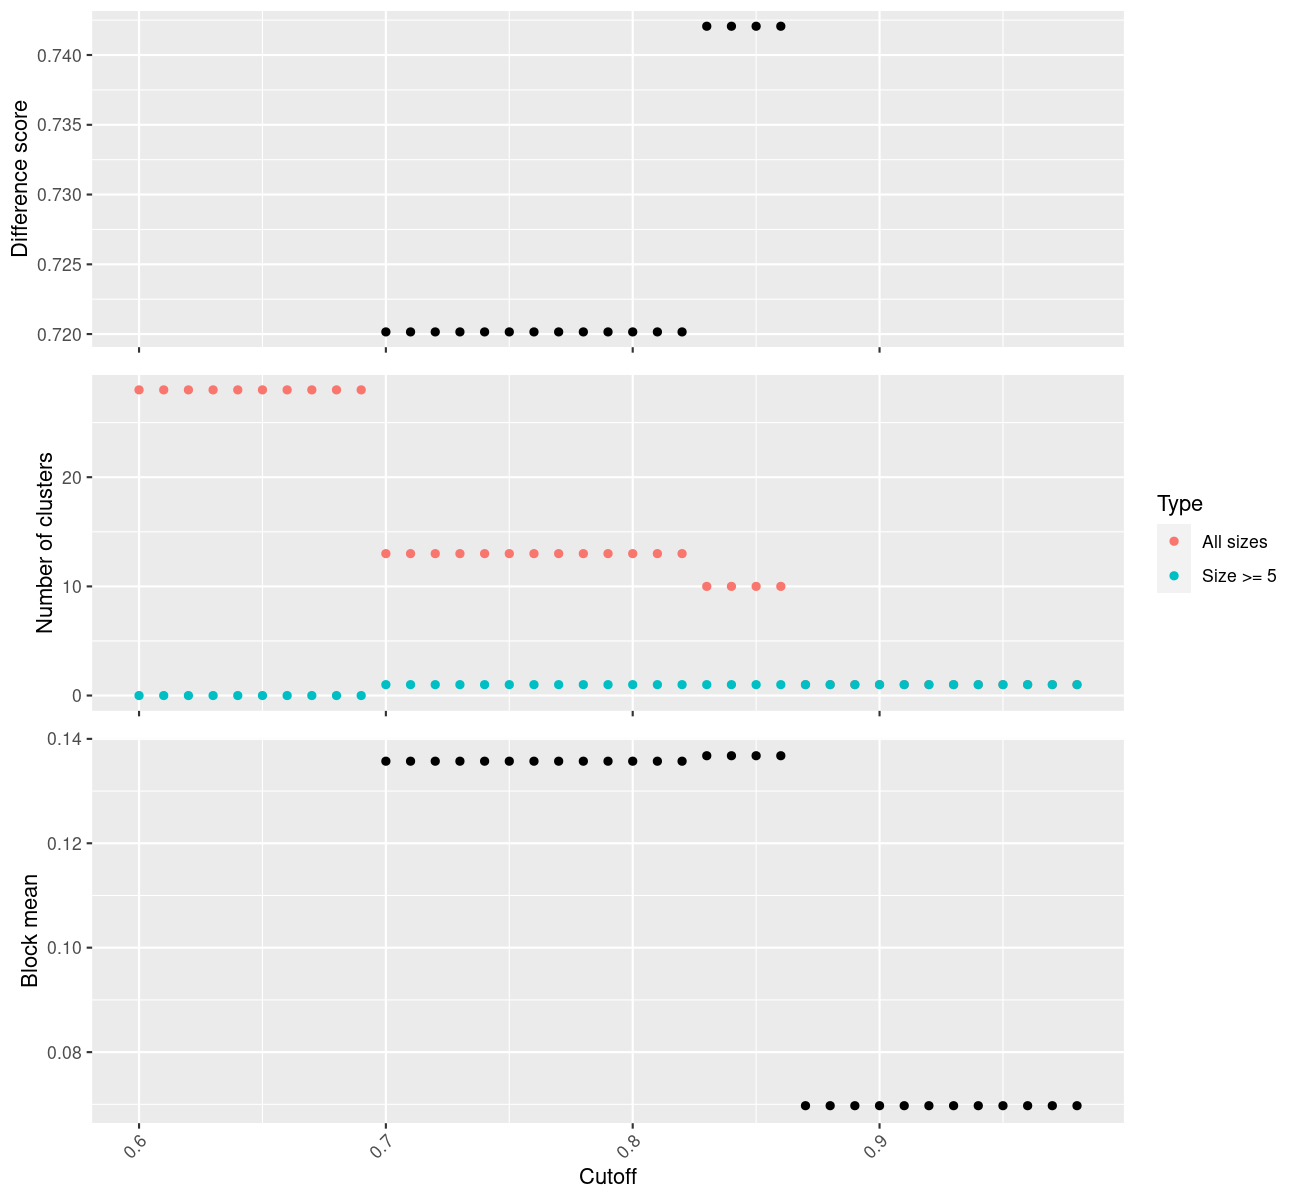 Difference score
0.740
0.735
0.730
0.725
0.720
Number of clusters
20
10
0
Type
All sizes
Size >= 5
Block mean
0.14
0.12
0.10
0.08
0.6
0.7
0.8
0.9
Cutoff